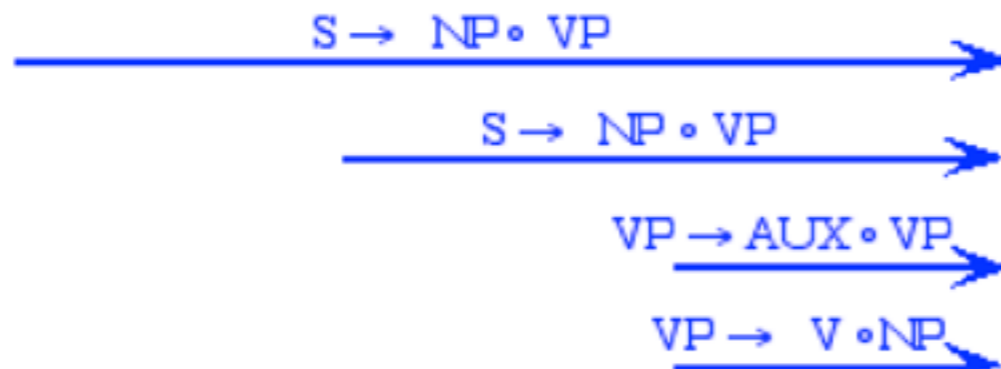 S → NP ∘ VP
S → NP ∘ VP
VP → AUX ∘ VP
VP → V ∘ NP